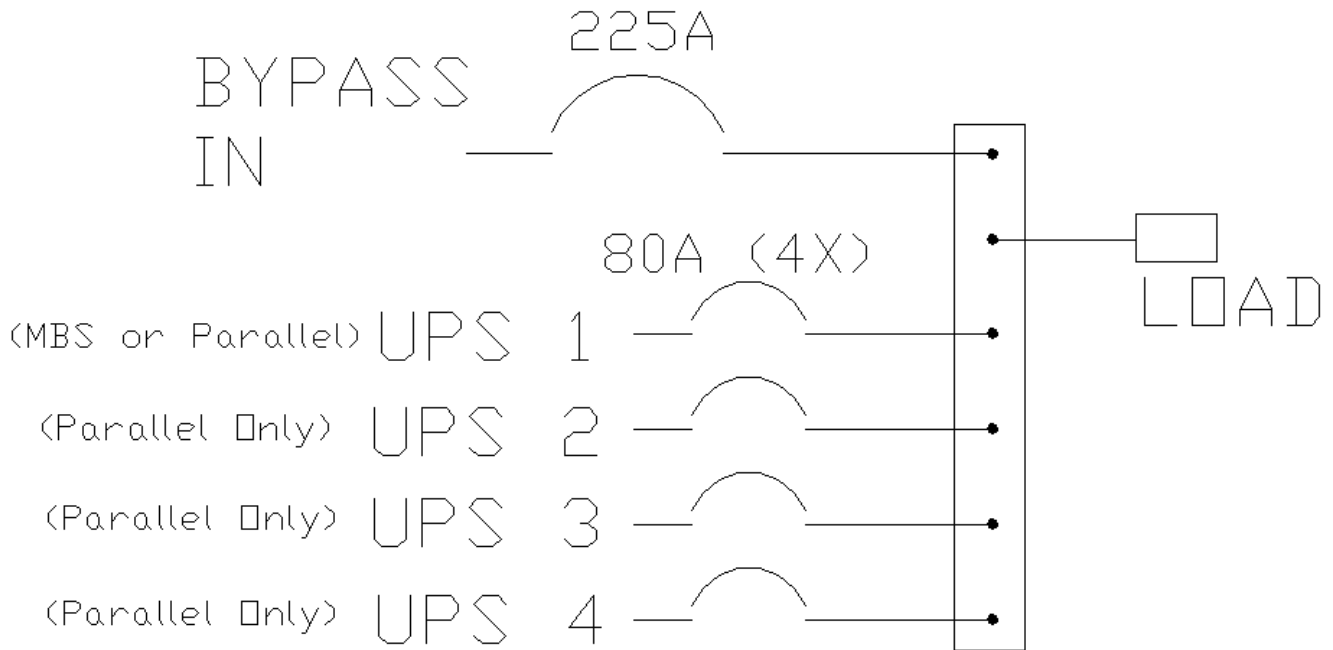 225A
BYPASS
IN
80A (4X)
LOAD
(MBS or Parallel) UPS 1
(Parallel Only) UPS 2
(Parallel Only) UPS 3
(Parallel Only) UPS 4